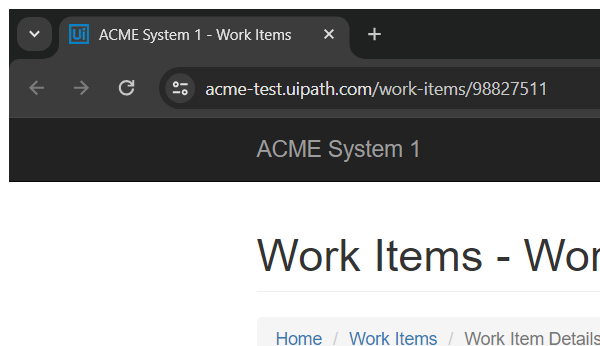 Ui ACME System 1 - Work Items
acme-test.uipath.com/work-items/98827511
ACME System 1
Work Items - Wor
Home / Work Items / Work Item Details